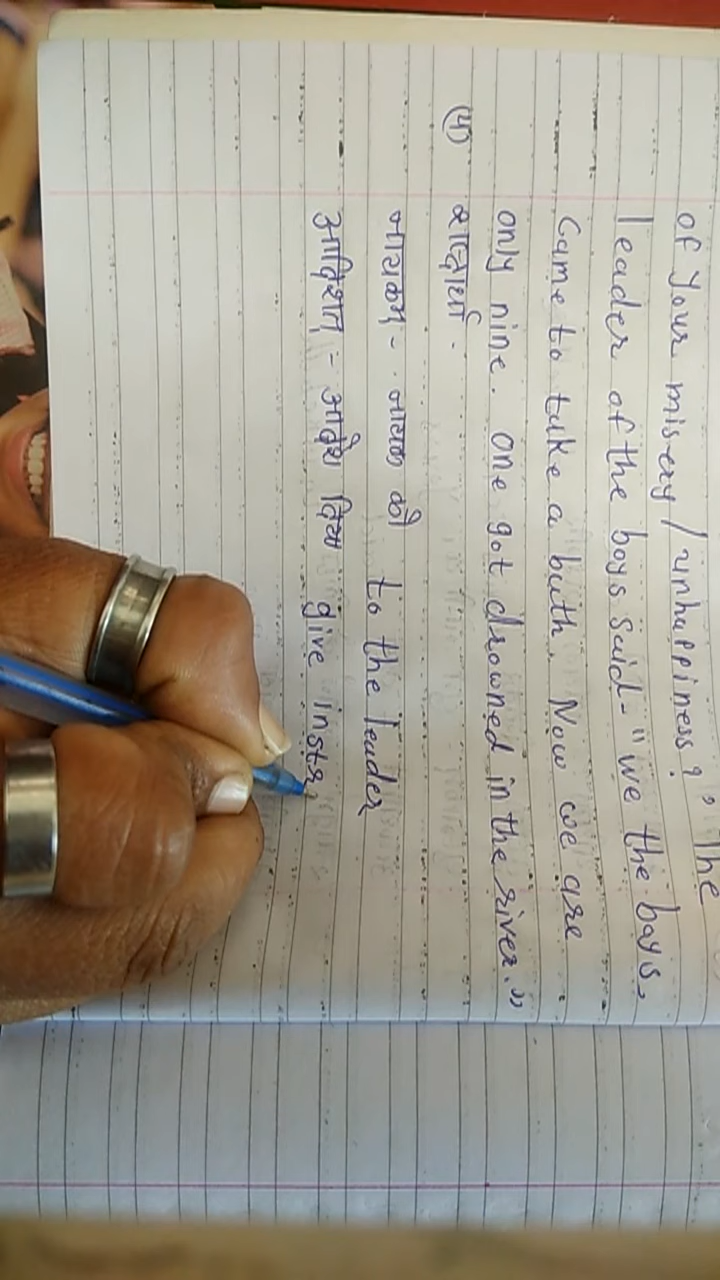 of your misery / unhappiness? "The
leader of the boys said- "we the boys,
Came to take a bath. Now we are
only nine. one got drowned in the river."
(4) शब्दार्थ -
नायकम् - नायक को to the leader
आदिशत् - आदेश दिया give instr